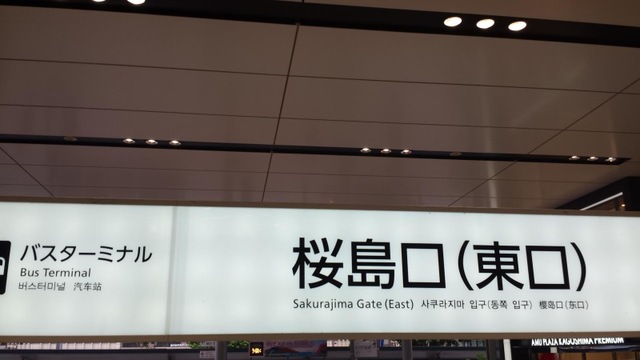 バスターミナル
Bus Terminal
버스터미널 汽车站
桜島口(東口)
Sakurajima Gate (East) 사쿠라지마 입구(동쪽 입구) 樱岛口(东口)
AMU PLAZA KAGOSHIMA PREMIUM